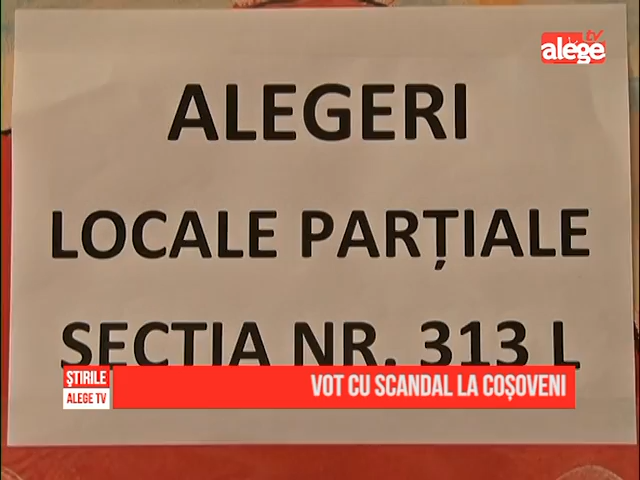 alege tv
ALEGERI
LOCALE PARȚIALE
SECTIA NR. 313 L
ȘTIRILE
ALEGE TV
VOT CU SCANDAL LA COȘOVENI